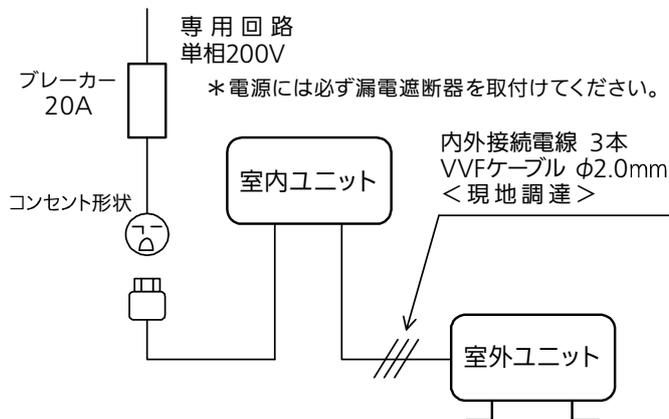 専用回路
単相200V
ブレーカー
20A
＊電源には必ず漏電遮断器を取付けてください。
内外接続電線 3本
VVFケーブル φ2.0mm
＜現地調達＞
室内ユニット
コンセント形状
室外ユニット